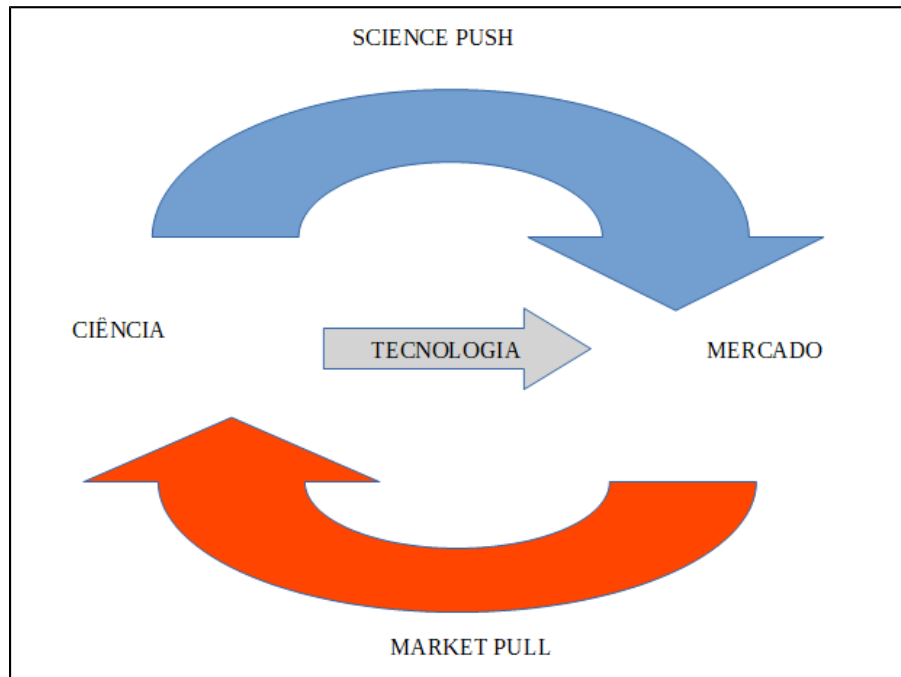 SCIENCE PUSH
CIÊNCIA
TECNOLOGIA
MERCADO
MARKET PULL